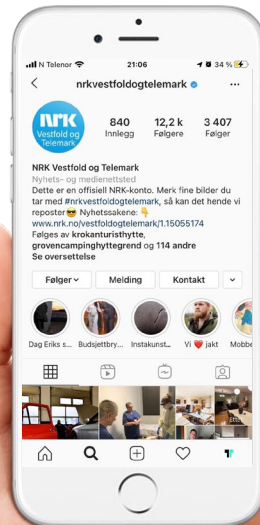 N Telenor 21:06 34 %
nrkvestfoldogtelemark
NRK
Vestfold og
Telemark
840 12,2 k 3 407
Innlegg Følgere Følger
NRK Vestfold og Telemark
Nyhets- og medienettsted
Dette er en offisiell NRK-konto. Merk fine bilder du
tar med #nrkvestfoldogtelemark, så kan det hende vi
reposter😎 Nyhetssakene: 👇
www.nrk.no/vestfoldogtelemark/1.15055174
Følges av krokanturisthytte,
grovencampinghyttegrend og 114 andre
Se oversettelse
Følger Melding Kontakt
Dag Eriks s... Budsjettbry... Instakunst... Vi ❤️ jakt Mobbe